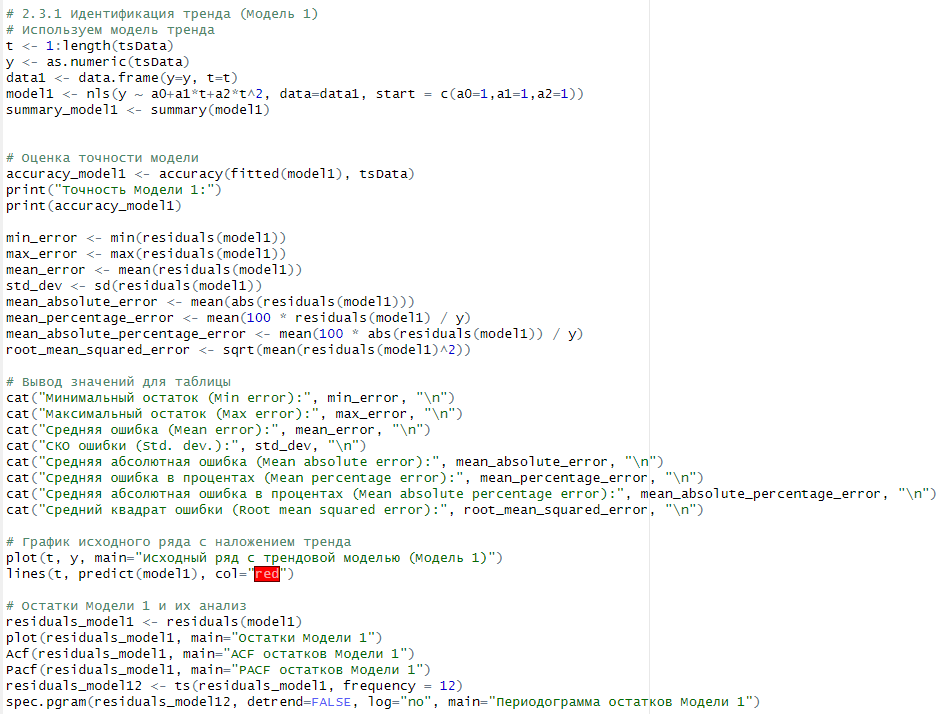 # 2.3.1 Идентификация тренда (Модель 1)
# Используем модель тренда
t <- 1:length(tsData)
y <- as.numeric(tsData)
data1 <- data.frame(y=y, t=t)
model1 <- nls(y ~ a0+a1*t+a2*t^2, data=data1, start = c(a0=1,a1=1,a2=1))
summary_model1 <- summary(model1)
# Оценка точности модели
accuracy_model1 <- accuracy(fitted(model1), tsData)
print("Точность Модели 1:")
print(accuracy_model1)
min_error <- min(residuals(model1))
max_error <- max(residuals(model1))
mean_error <- mean(residuals(model1))
std_dev <- sd(residuals(model1))
mean_absolute_error <- mean(abs(residuals(model1)))
mean_percentage_error <- mean(100 * residuals(model1) / y)
mean_absolute_percentage_error <- mean(100 * abs(residuals(model1)) / y)
root_mean_squared_error <- sqrt(mean(residuals(model1)^2))
# Вывод значений для таблицы
cat("Минимальный остаток (Min error):", min_error, "\n")
cat("Максимальный остаток (Max error):", max_error, "\n")
cat("Средняя ошибка (Mean error):", mean_error, "\n")
cat("СКО ошибки (Std. dev.):", std_dev, "\n")
cat("Средняя абсолютная ошибка (Mean absolute error):", mean_absolute_error, "\n")
cat("Средняя ошибка в процентах (Mean percentage error):", mean_percentage_error, "\n")
cat("Средняя абсолютная ошибка в процентах (Mean absolute percentage error):", mean_absolute_percentage_error, "\n")
cat("Средний квадрат ошибки (Root mean squared error):", root_mean_squared_error, "\n")
# График исходного ряда с наложением тренда
plot(t, y, main="Исходный ряд с трендовой моделью (Модель 1)")
lines(t, predict(model1), col="red")
# Остатки Модели 1 и их анализ
residuals_model1 <- residuals(model1)
plot(residuals_model1, main="Остатки Модели 1")
Acf(residuals_model1, main="ACF остатков Модели 1")
Pacf(residuals_model1, main="PACF остатков Модели 1")
residuals_model12 <- ts(residuals_model1, frequency = 12)
spec.pgram(residuals_model12, detrend=FALSE, log="no", main="Периодограмма остатков Модели 1")